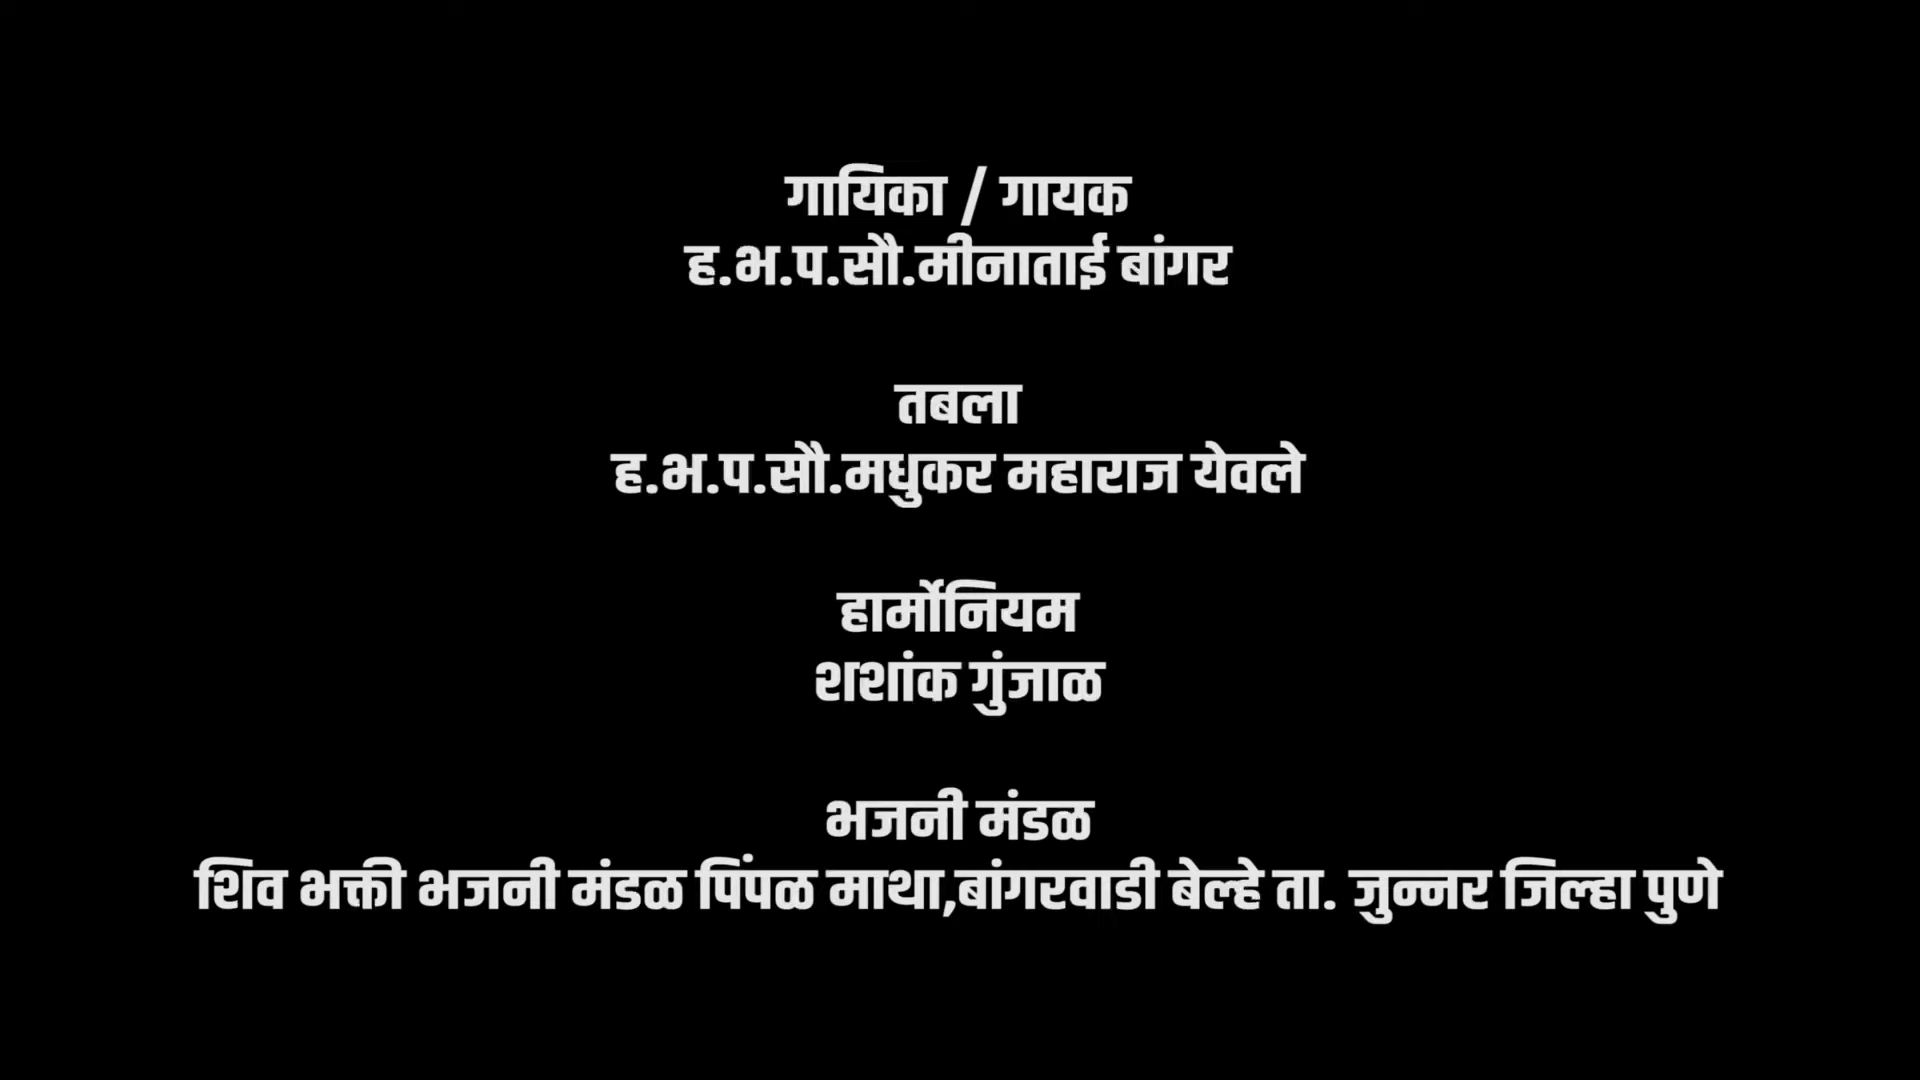 गायिका / गायक
ह.भ.प.सौ.मीनाताई बांगर
तबला
ह.भ.प.सौ.मधुकर महाराज येवले
हार्मोनियम
शशांक गुंजाळ
भजनी मंडळ
शिव भक्ती भजनी मंडळ पिंपळ माथा,बांगरवाडी बेल्हे ता. जुन्नर जिल्हा पुणे